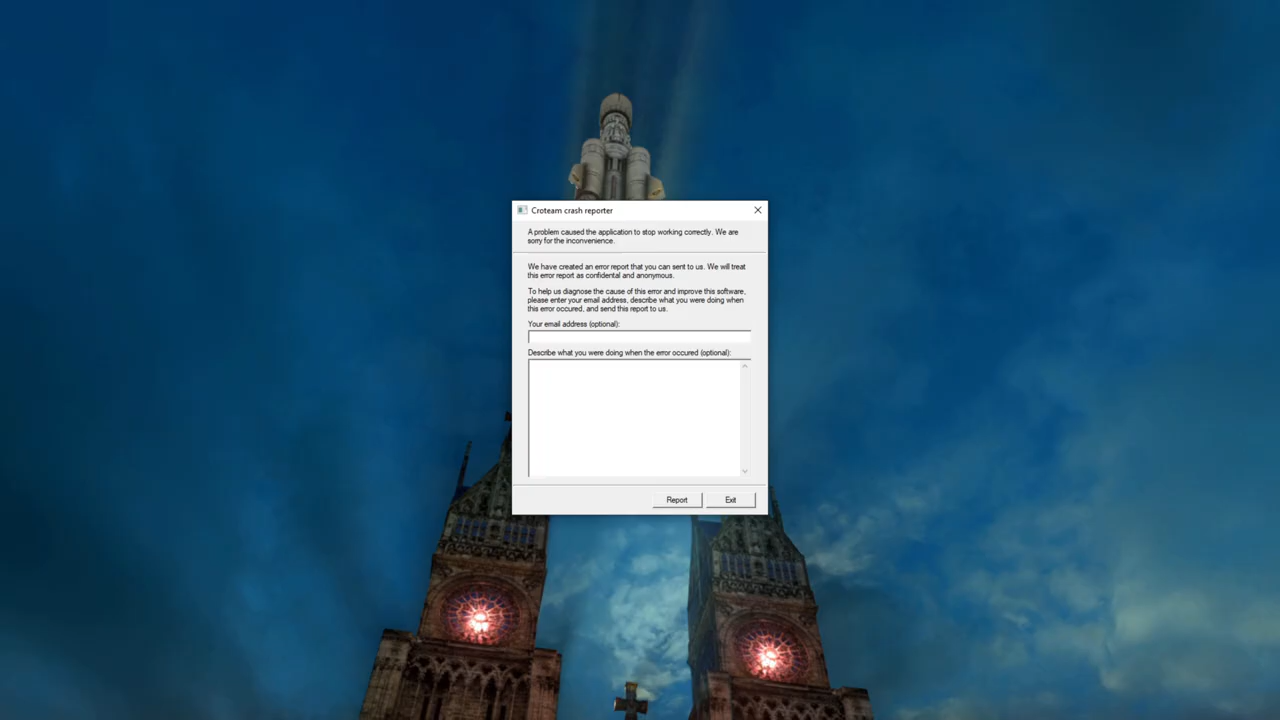 Croteam crash reporter
A problem caused the application to stop working correctly. We are
sorry for the inconvenience.
We have created an error report that you can sent to us. We will treat
this error report as confidental and anonymous.
To help us diagnose the cause of this error and improve this software,
please enter your email address, describe what you were doing when
this error occured, and send this report to us.
Your email address (optional):
Describe what you were doing when the error occured (optional):
Report
Exit